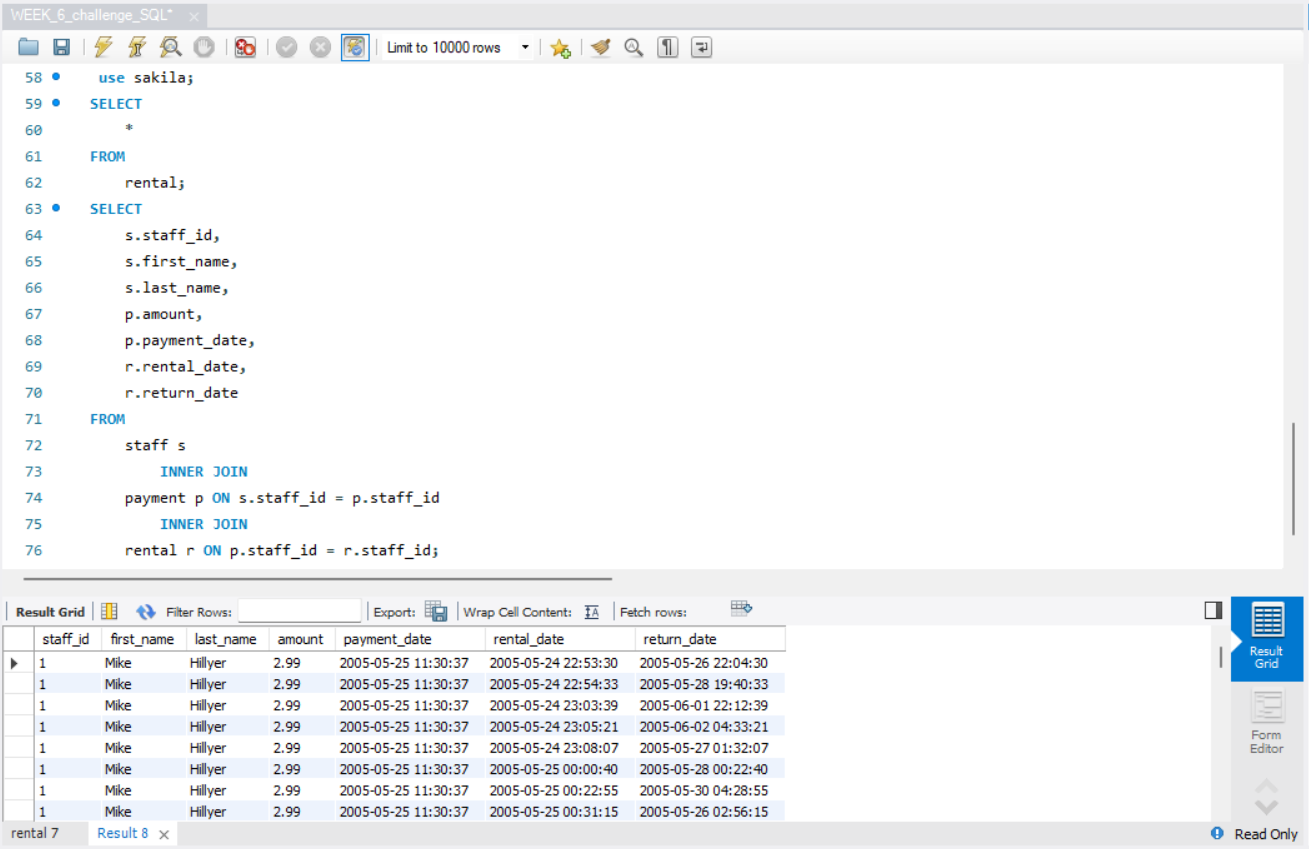 WEEK_6_challenge_SQL*
Limit to 10000 rows
58 use sakila;
59 SELECT
60 *
61 FROM
62 rental;
63 SELECT
64 s.staff_id,
65 s.first_name,
66 s.last_name,
67 p.amount,
68 p.payment_date,
69 r.rental_date,
70 r.return_date
71 FROM
72 staff s
73 INNER JOIN
74 payment p ON s.staff_id = p.staff_id
75 INNER JOIN
76 rental r ON p.staff_id = r.staff_id;
Result Grid Filter Rows: Export: Wrap Cell Content: Fetch rows:
staff_id first_name last_name amount payment_date rental_date return_date
1 Mike Hillyer 2.99 2005-05-25 11:30:37 2005-05-24 22:53:30 2005-05-26 22:04:30
1 Mike Hillyer 2.99 2005-05-25 11:30:37 2005-05-24 22:54:33 2005-05-28 19:40:33
1 Mike Hillyer 2.99 2005-05-25 11:30:37 2005-05-24 23:03:39 2005-06-01 22:12:39
1 Mike Hillyer 2.99 2005-05-25 11:30:37 2005-05-24 23:05:21 2005-06-02 04:33:21
1 Mike Hillyer 2.99 2005-05-25 11:30:37 2005-05-24 23:08:07 2005-05-27 01:32:07
1 Mike Hillyer 2.99 2005-05-25 11:30:37 2005-05-25 00:00:40 2005-05-28 00:22:40
1 Mike Hillyer 2.99 2005-05-25 11:30:37 2005-05-25 00:22:55 2005-05-30 04:28:55
1 Mike Hillyer 2.99 2005-05-25 11:30:37 2005-05-25 00:31:15 2005-05-26 02:56:15
Result
Grid
Form
Editor
rental 7 Result 8 Read Only